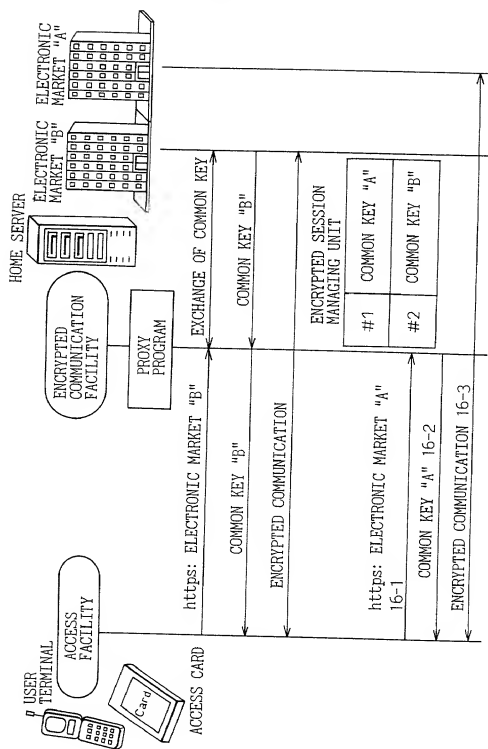 USER
TERMINAL
ACCESS
FACILITY
Card
ACCESS CARD
ENCRYPTED
COMMUNICATION
FACILITY
PROXY
PROGRAM
HOME SERVER
ELECTRONIC
MARKET "B"
ELECTRONIC
MARKET "A"
https: ELECTRONIC MARKET "B"
EXCHANGE OF COMMON KEY
COMMON KEY "B"
COMMON KEY "B"
ENCRYPTED COMMUNICATION
ENCRYPTED SESSION
MANAGING UNIT
#1 COMMON KEY "A"
#2 COMMON KEY "B"
https: ELECTRONIC MARKET "A"
16-1
COMMON KEY "A" 16-2
ENCRYPTED COMMUNICATION 16-3